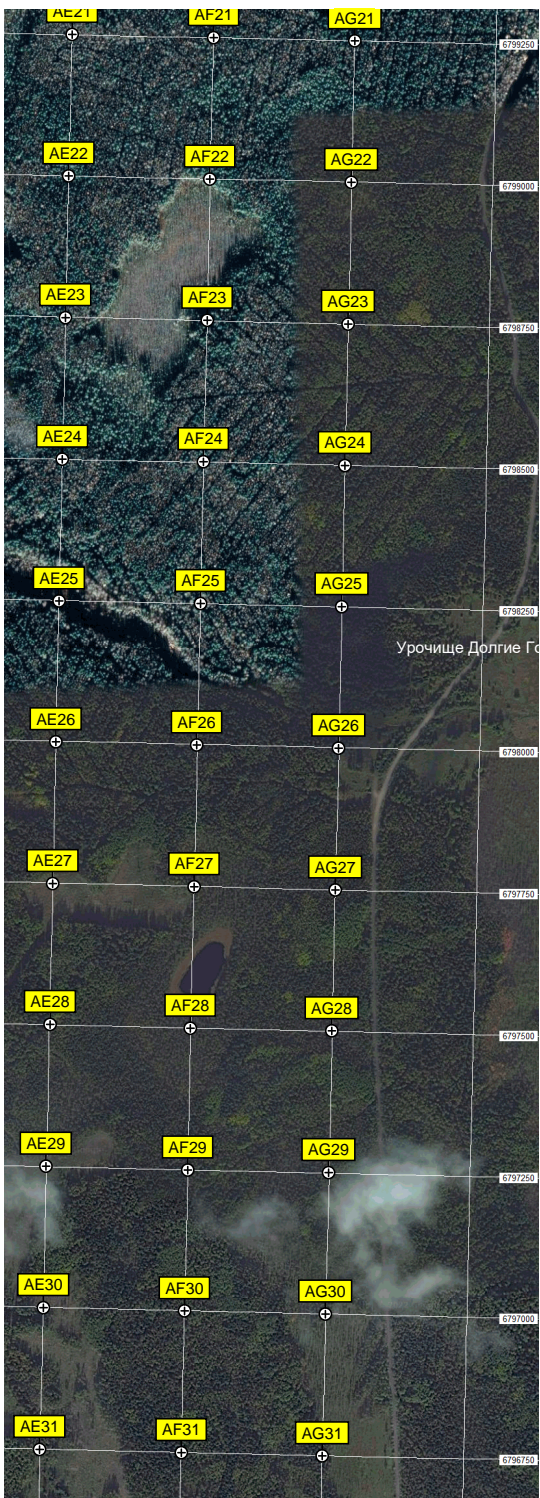 AE21 AF21 AG21
6799250
AE22 AF22 AG22
6799000
AE23 AF23 AG23
6798750
AE24 AF24 AG24
6798500
AE25 AF25 AG25
6798250
Урочище Долгие Го
AE26 AF26 AG26
6798000
AE27 AF27 AG27
6797750
AE28 AF28 AG28
6797500
AE29 AF29 AG29
6797250
AE30 AF30 AG30
6797000
AE31 AF31 AG31
6796750